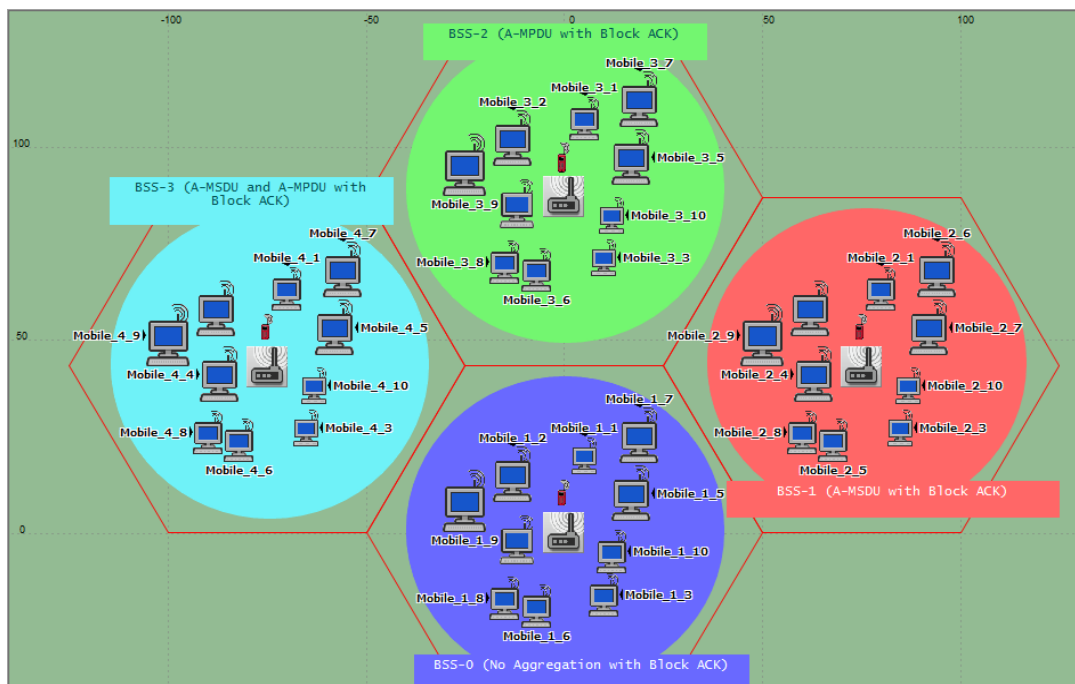 -100
-50
0
50
100
BSS-2 (A-MPDU with Block ACK)
Mobile_3_7
Mobile_3_1
Mobile_3_2
100
Mobile_3_5
BSS-3 (A-MSDU and A-MPDU with
Block ACK)
Mobile_3_9
Mobile_3_10
Mobile_4_7
Mobile_2_6
Mobile_4_1
Mobile_3_8
Mobile_3_3
Mobile_2_1
Mobile_3_6
Mobile_4_5
Mobile_2_7
50
Mobile_4_9
Mobile_2_9
Mobile_4_4
Mobile_2_4
Mobile_4_10
Mobile_2_10
Mobile_1_7
Mobile_4_8
Mobile_4_3
Mobile_1_2
Mobile_1_1
Mobile_2_8
Mobile_2_3
Mobile_4_6
Mobile_2_5
BSS-1 (A-MSDU with Block ACK)
Mobile_1_5
0
Mobile_1_9
Mobile_1_10
Mobile_1_8
Mobile_1_3
Mobile_1_6
BSS-0 (No Aggregation with Block ACK)